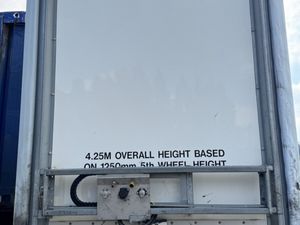 4.25M OVERALL HEIGHT BASED
ON 1250mm 5th WHEEL HEIGHT